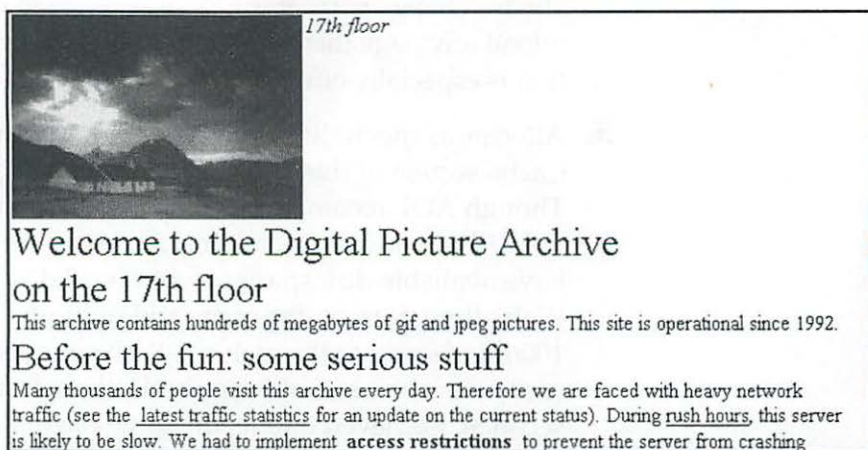 17th floor
Welcome to the Digital Picture Archive
on the 17th floor
This archive contains hundreds of megabytes of gif and jpeg pictures. This site is operational since 1992.
Before the fun: some serious stuff
Many thousands of people visit this archive every day. Therefore we are faced with heavy network
traffic (see the latest traffic statistics for an update on the current status). During rush hours, this server
is likely to be slow. We had to implement access restrictions to prevent the server from crashing